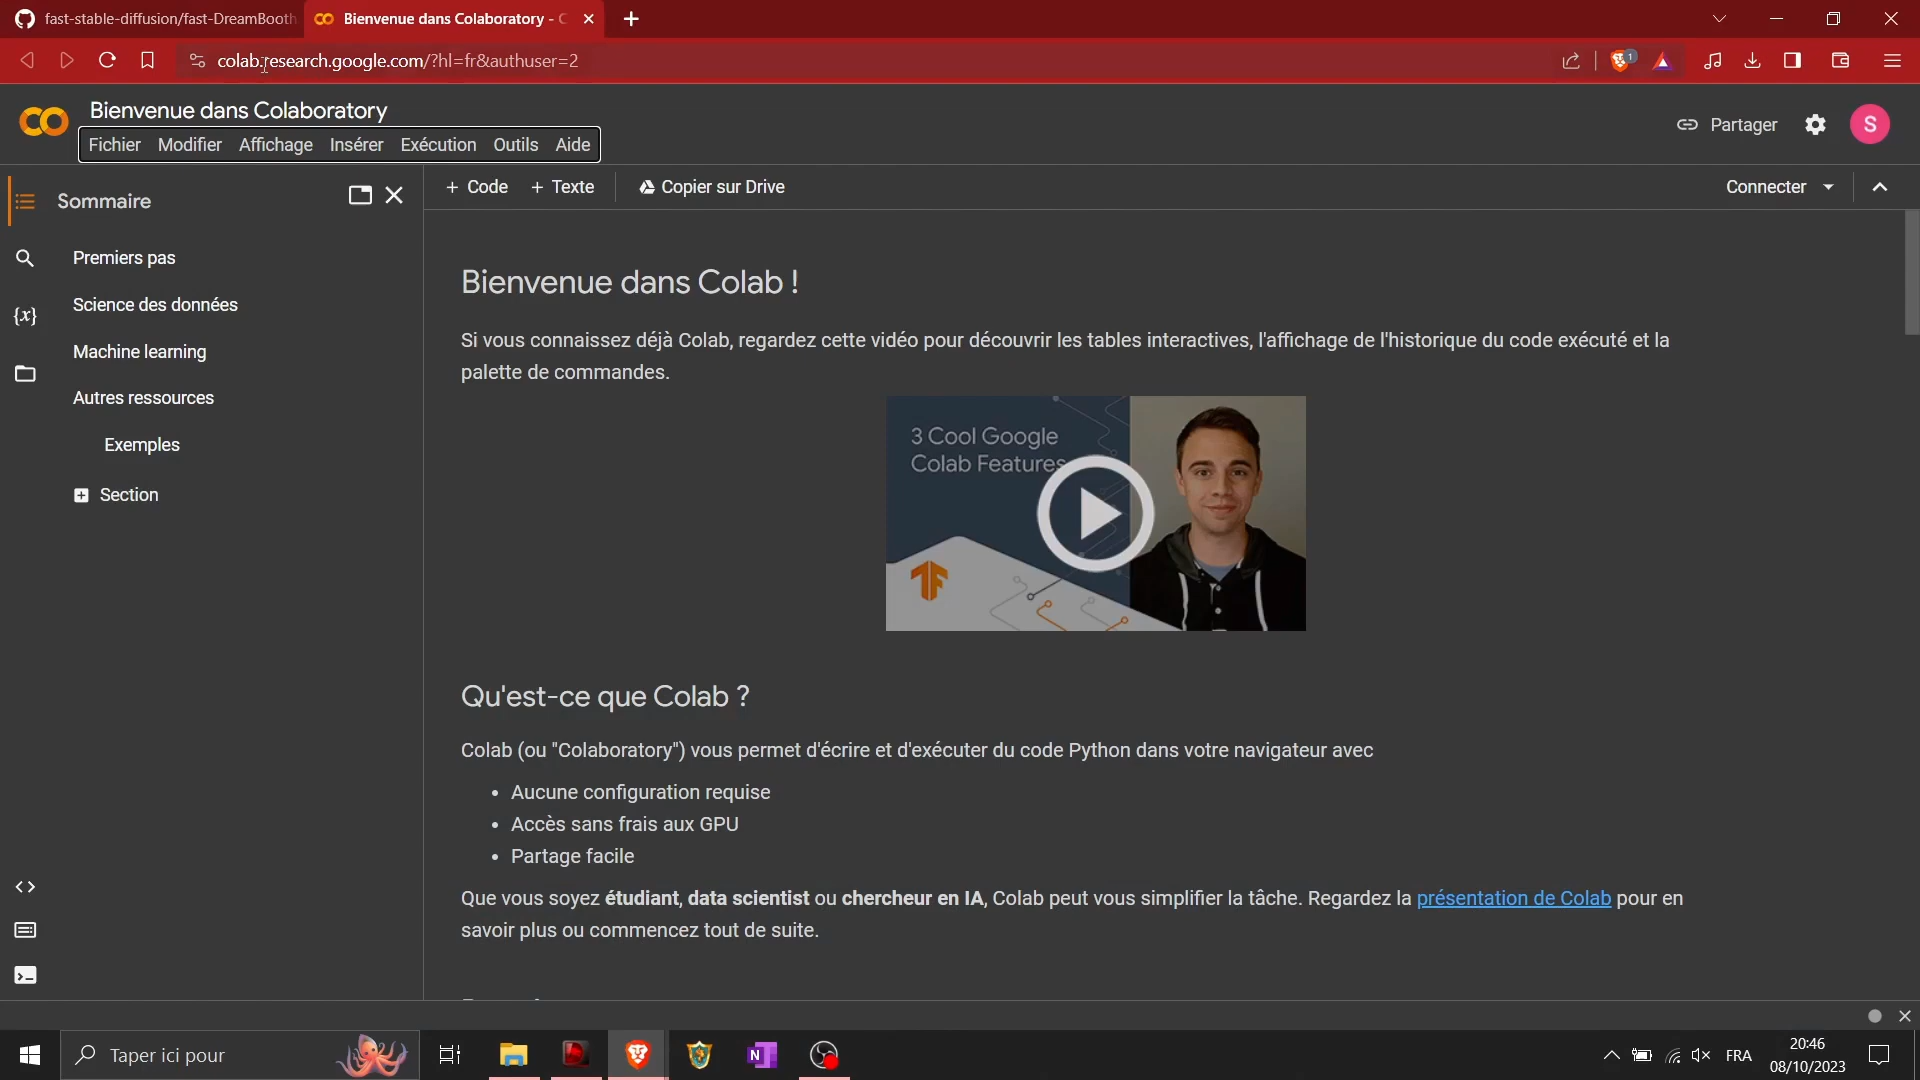 fast-stable-diffusion/fast-DreamBooth
Bienvenue dans Colaboratory -
colab.research.google.com/?hl=fr&authuser=2
1
Bienvenue dans Colaboratory
Fichier Modifier Affichage Insérer Exécution Outils Aide
Partager
S
Sommaire
+ Code + Texte Copier sur Drive
Connecter
Premiers pas
Science des données
{x}
Machine learning
Autres ressources
Exemples
Section
Bienvenue dans Colab !
Si vous connaissez déjà Colab, regardez cette vidéo pour découvrir les tables interactives, l'affichage de l'historique du code exécuté et la
palette de commandes.
3 Cool Google
Colab Features
Qu'est-ce que Colab ?
Colab (ou "Colaboratory") vous permet d'écrire et d'exécuter du code Python dans votre navigateur avec
• Aucune configuration requise
• Accès sans frais aux GPU
• Partage facile
Que vous soyez étudiant, data scientist ou chercheur en IA, Colab peut vous simplifier la tâche. Regardez la présentation de Colab pour en
savoir plus ou commencez tout de suite.
Taper ici pour
N
FRA
20:46
08/10/2023